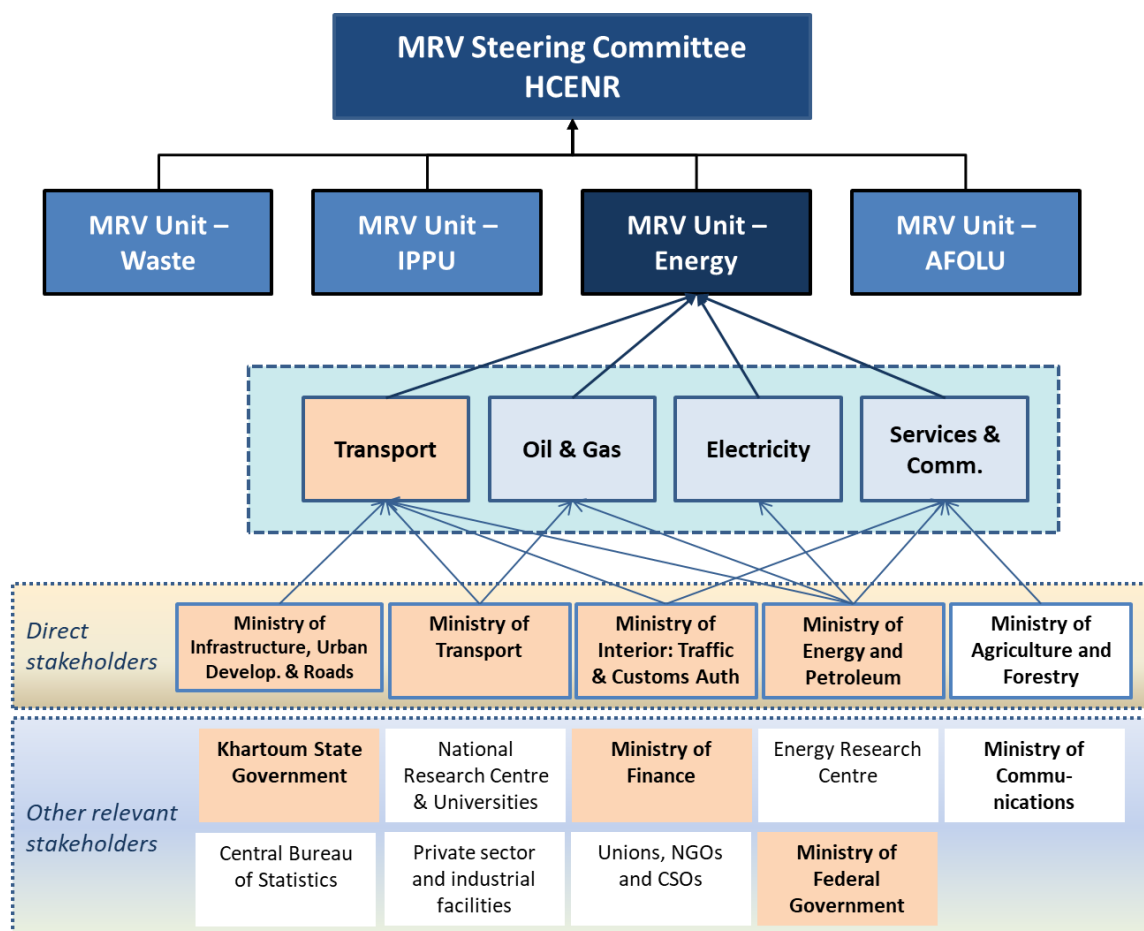 MRV Steering Committee
HCENR
MRV Unit –
Waste
MRV Unit –
IPPU
MRV Unit –
Energy
MRV Unit –
AFOLU
Transport
Oil & Gas
Electricity
Services &
Comm.
Direct
stakeholders
Ministry of
Infrastructure, Urban
Develop. & Roads
Ministry of
Transport
Ministry of
Interior: Traffic
& Customs Auth
Ministry of
Energy and
Petroleum
Ministry of
Agriculture and
Forestry
Other relevant
stakeholders
Khartoum State
Government
National
Research Centre
& Universities
Ministry of
Finance
Energy Research
Centre
Ministry of
Commu-
nications
Central Bureau
of Statistics
Private sector
and industrial
facilities
Unions, NGOs
and CSOs
Ministry of
Federal
Government